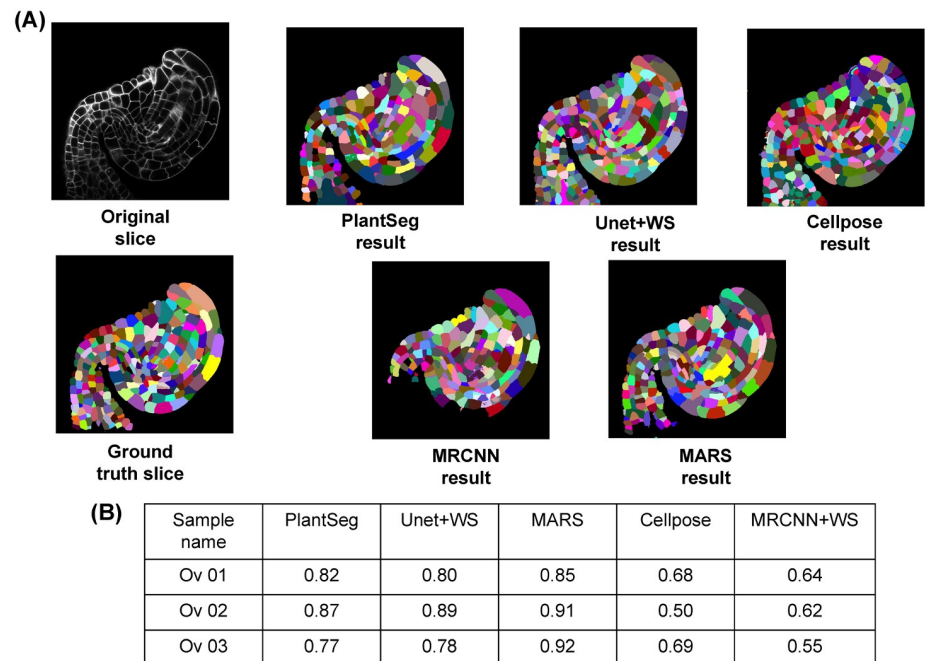 (A)
Original
slice
PlantSeg
result
Unet+WS
result
Cellpose
result
Ground
truth slice
MRCNN
result
MARS
result
(B)
Sample name PlantSeg Unet+WS MARS Cellpose MRCNN+WS
Ov 01 0.82 0.80 0.85 0.68 0.64
Ov 02 0.87 0.89 0.91 0.50 0.62
Ov 03 0.77 0.78 0.92 0.69 0.55